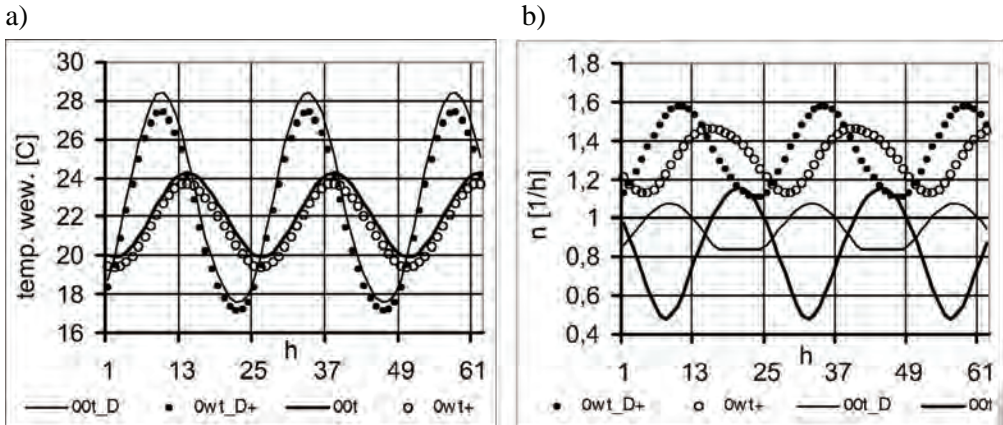 a)
b)
30
28
26
24
22
20
18
16
temp. wew. [C]
h
1 13 25 37 49 61
00t_D 0wt_D+ 00t 0wt+
1,8
1,6
1,4
1,2
1
0,8
0,6
0,4
n [1/h]
h
1 13 25 37 49 61
0wt_D+ 0wt+ 00t_D 00t